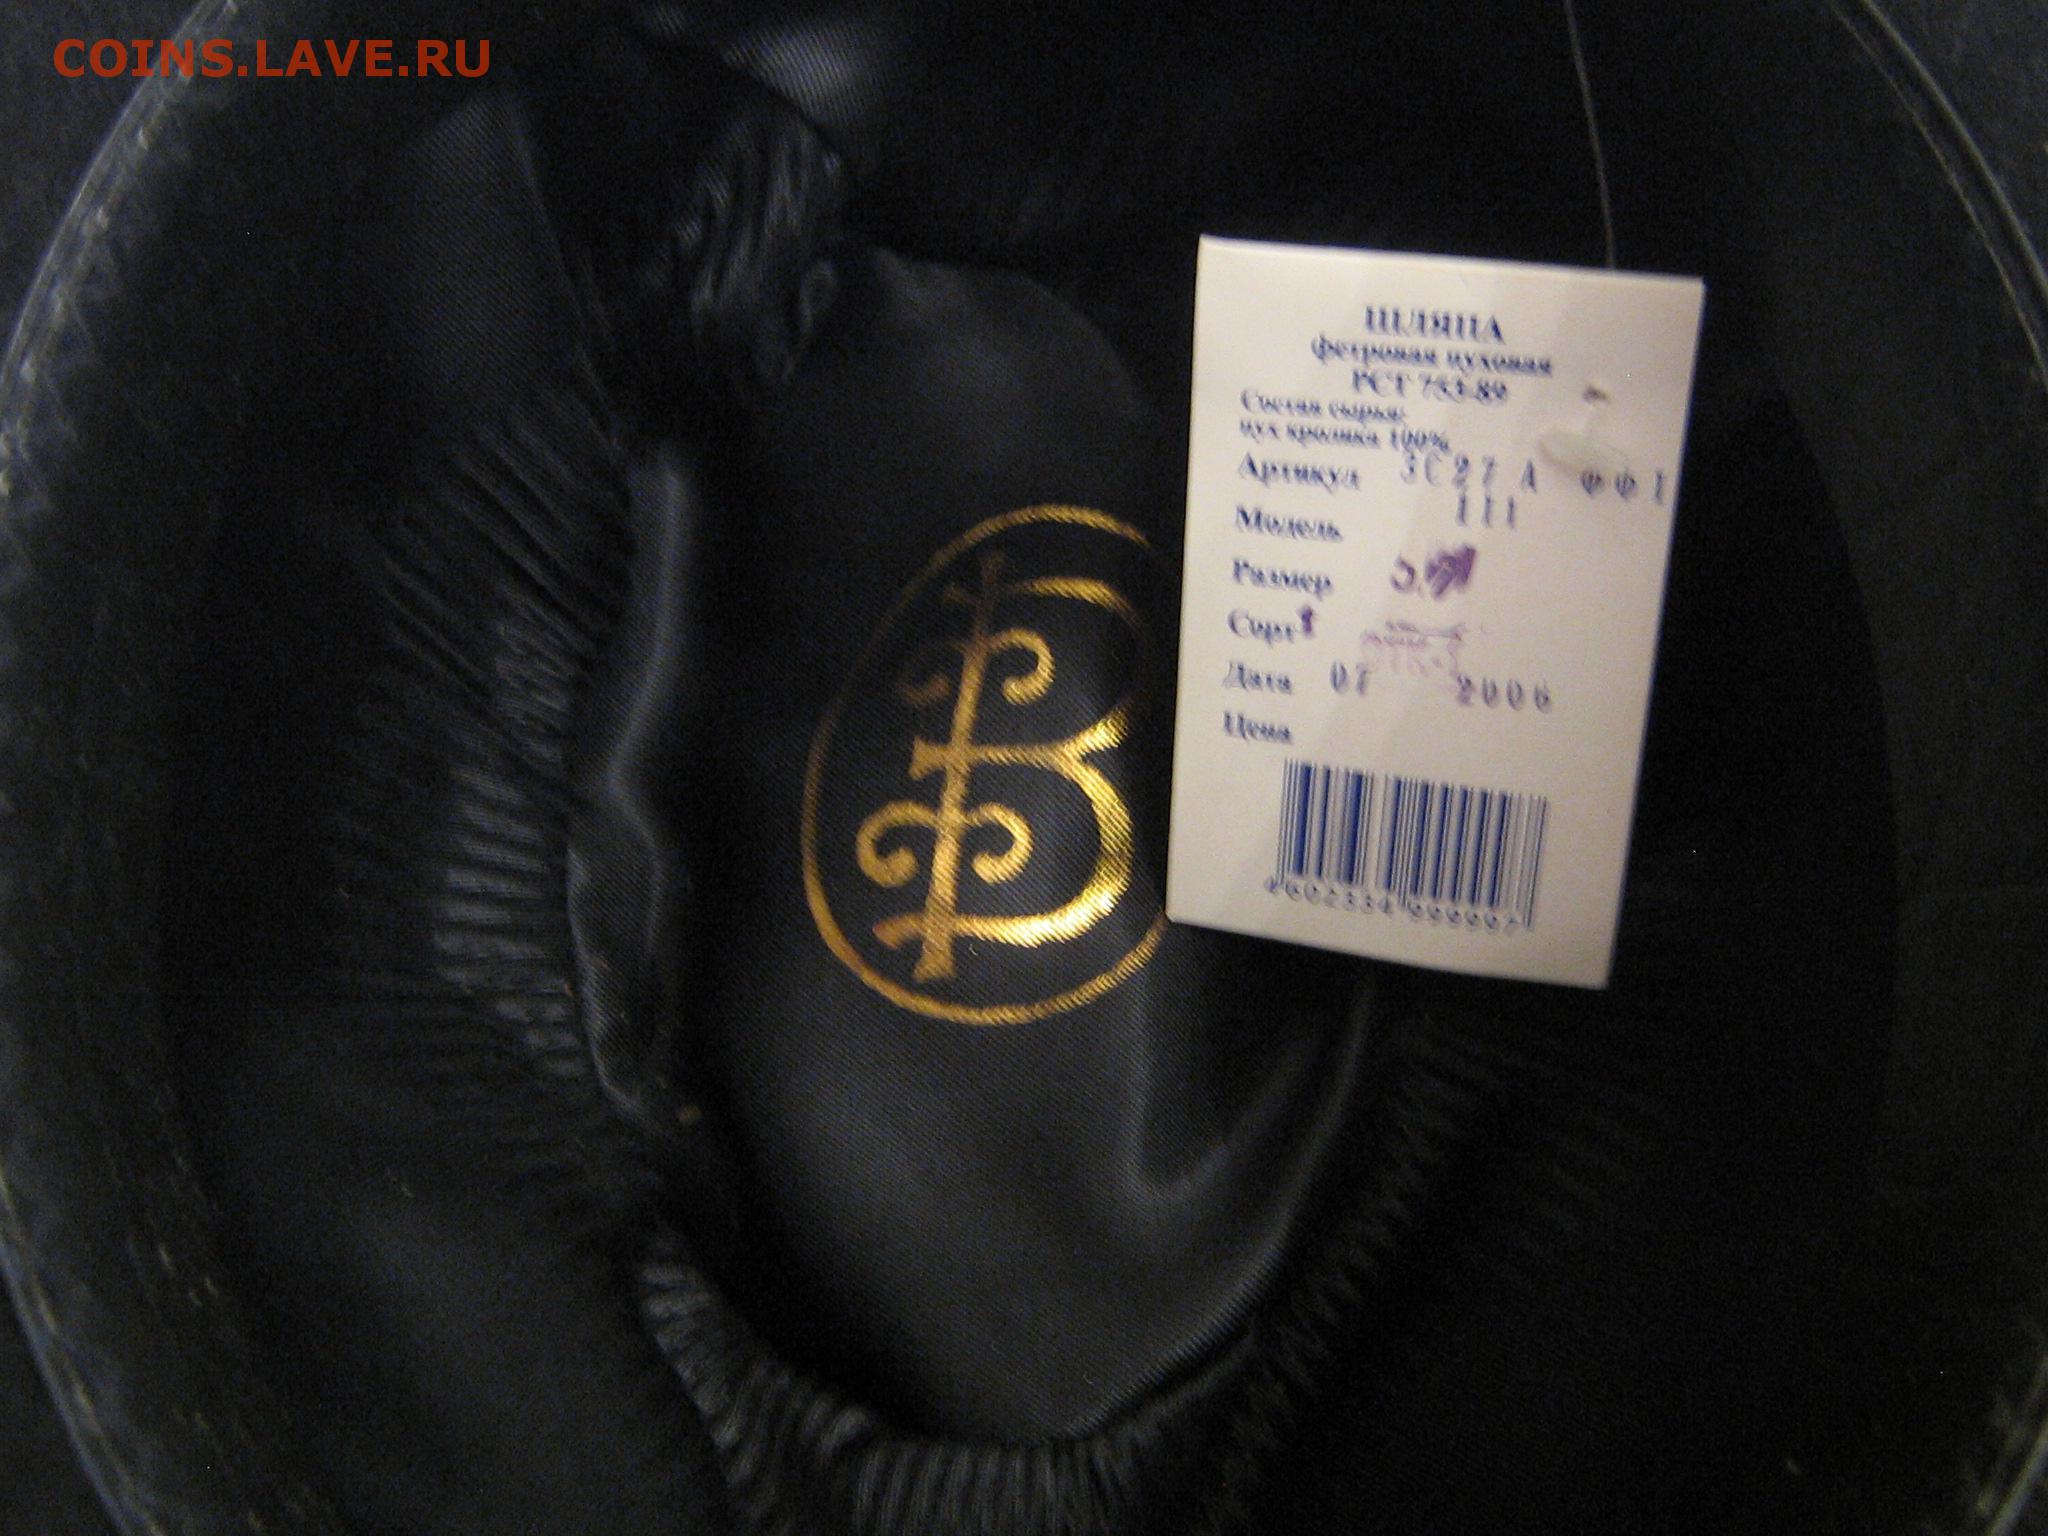 COINS.LAVE.RU
B
ШЛЯПА
фетровая пуховая
РСТ 753-89
Состав сырья:
пух кролика 100%
Артикул 3С27 А ФФ1
Модель 111
Размер
Сорт 1
Дата 07 2006
Цена